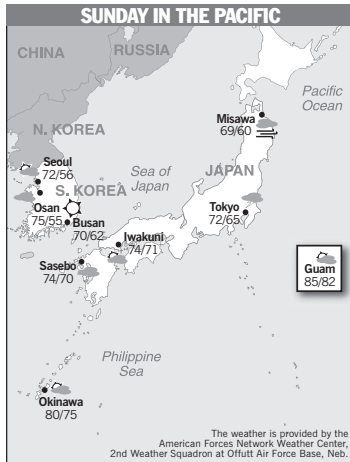 SUNDAY IN THE PACIFIC
CHINA
RUSSIA
Pacific
Ocean
Misawa
69/60
N. KOREA
Seoul
72/56
Sea of
Japan
JAPAN
S. KOREA
Osan
75/55
Busan
70/62
Tokyo
72/65
Iwakuni
74/71
Sasebo
74/70
Guam
85/82
Philippine
Sea
Okinawa
80/75
The weather is provided by the
American Forces Network Weather Center,
2nd Weather Squadron at Offutt Air Force Base, Neb.